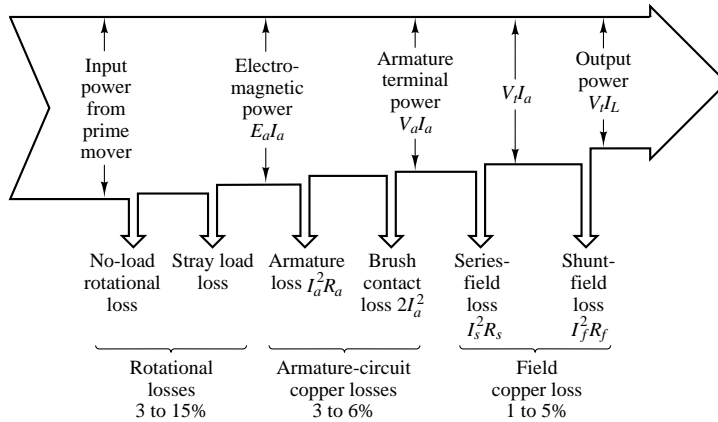 Input
power
from
prime
mover
Electro-
magnetic
power
EₐIₐ
Armature
terminal
power
VₐIₐ
VₜIₐ
Output
power
VₜI_L
No-load
rotational
loss
Stray load
loss
Armature
loss Iₐ²Rₐ
Brush
contact
loss 2Iₐ²
Series-
field
loss
Iₛ²Rₛ
Shunt-
field
loss
I_f²R_f
Rotational
losses
3 to 15%
Armature-circuit
copper losses
3 to 6%
Field
copper loss
1 to 5%